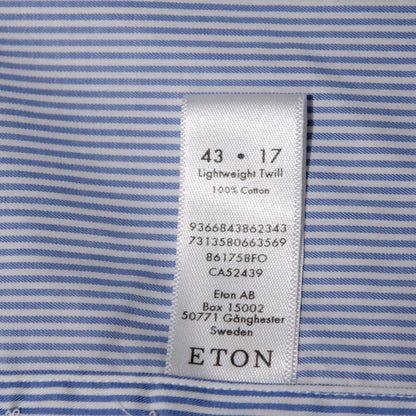 43 • 17
Lightweight Twill
100% Cotton
9366843862343
7313580663569
861758FO
CA52439
Eton AB
Box 15002
50771 Gånghester
Sweden
ETON